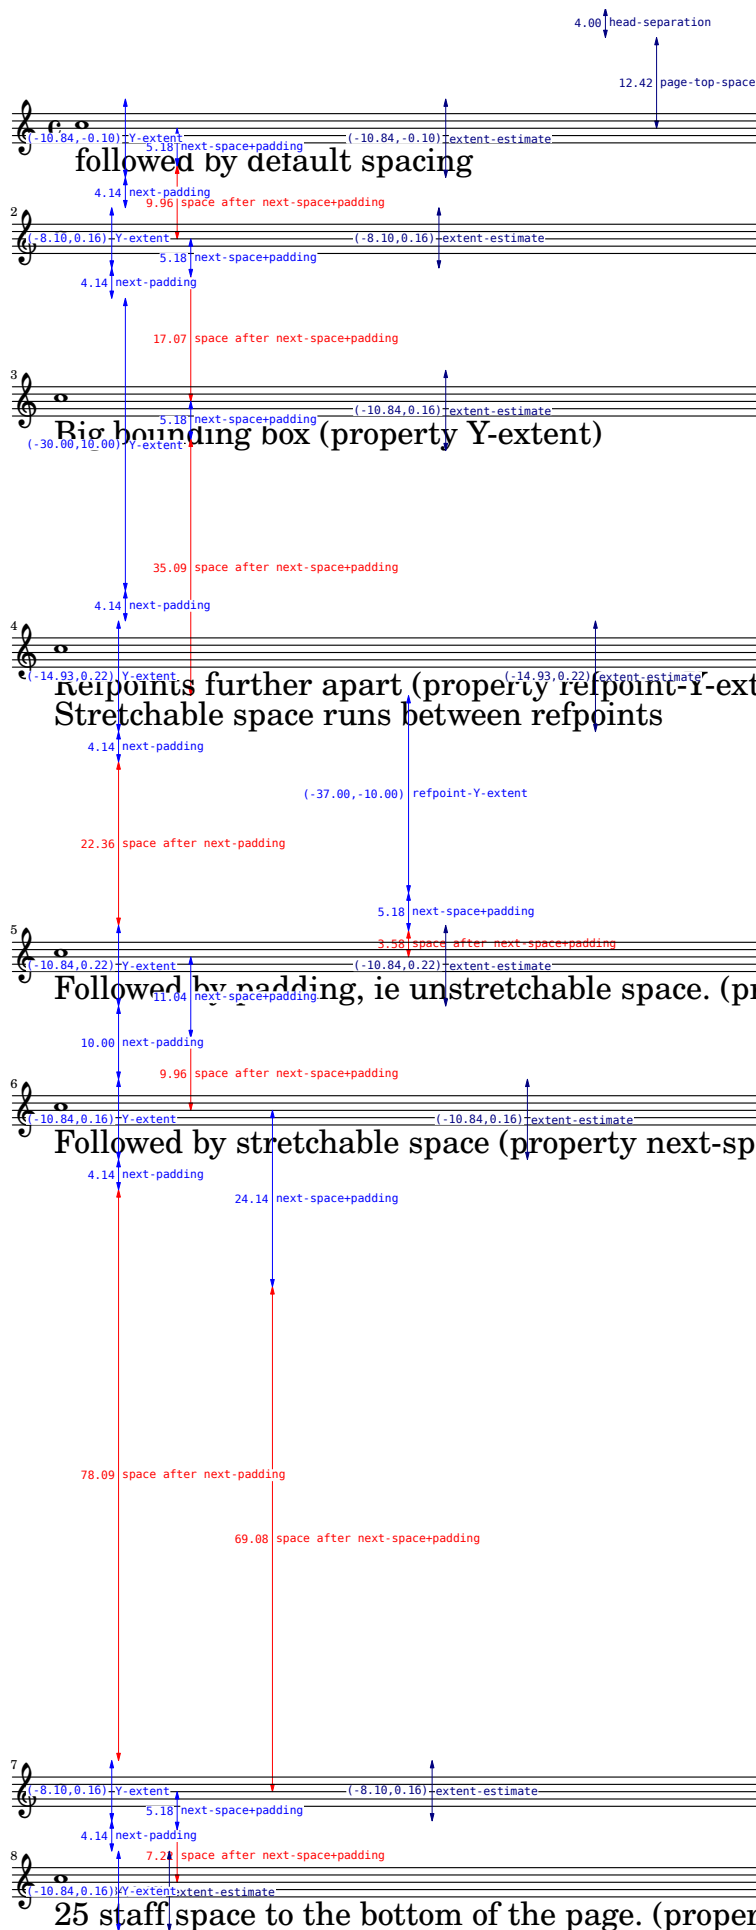 4.00 head-separation
12.42 page-top-space
(-10.84,-0.10) Y-extent
5.18 next-space+padding
(-10.84,-0.10) extent-estimate
followed by default spacing
4.14 next-padding
9.96 space after next-space+padding
2
(-8.10,0.16) Y-extent
(-8.10,0.16) extent-estimate
5.18 next-space+padding
4.14 next-padding
17.07 space after next-space+padding
3
(-10.84,0.16) extent-estimate
5.18 next-space+padding
Big bounding box (property Y-extent)
(-30.00,10.00) Y-extent
35.09 space after next-space+padding
4.14 next-padding
4
(-14.93,0.22) Y-extent
(-14.93,0.22) extent-estimate
Refpoints further apart (property refpoint-Y-ext
Stretchable space runs between refpoints
4.14 next-padding
(-37.00,-10.00) refpoint-Y-extent
22.36 space after next-padding
5.18 next-space+padding
5
3.58 space after next-space+padding
(-10.84,0.22) Y-extent
(-10.84,0.22) extent-estimate
Followed by padding, ie unstretchable space. (pr
11.04 next-space+padding
10.00 next-padding
9.96 space after next-space+padding
6
(-10.84,0.16) Y-extent
(-10.84,0.16) extent-estimate
Followed by stretchable space (property next-sp
4.14 next-padding
24.14 next-space+padding
78.09 space after next-padding
69.08 space after next-space+padding
7
(-8.10,0.16) Y-extent
(-8.10,0.16) extent-estimate
5.18 next-space+padding
4.14 next-padding
8
space after next-space+padding
(-10.84,0.16) Y-extent
extent-estimate
25 staff space to the bottom of the page. (proper